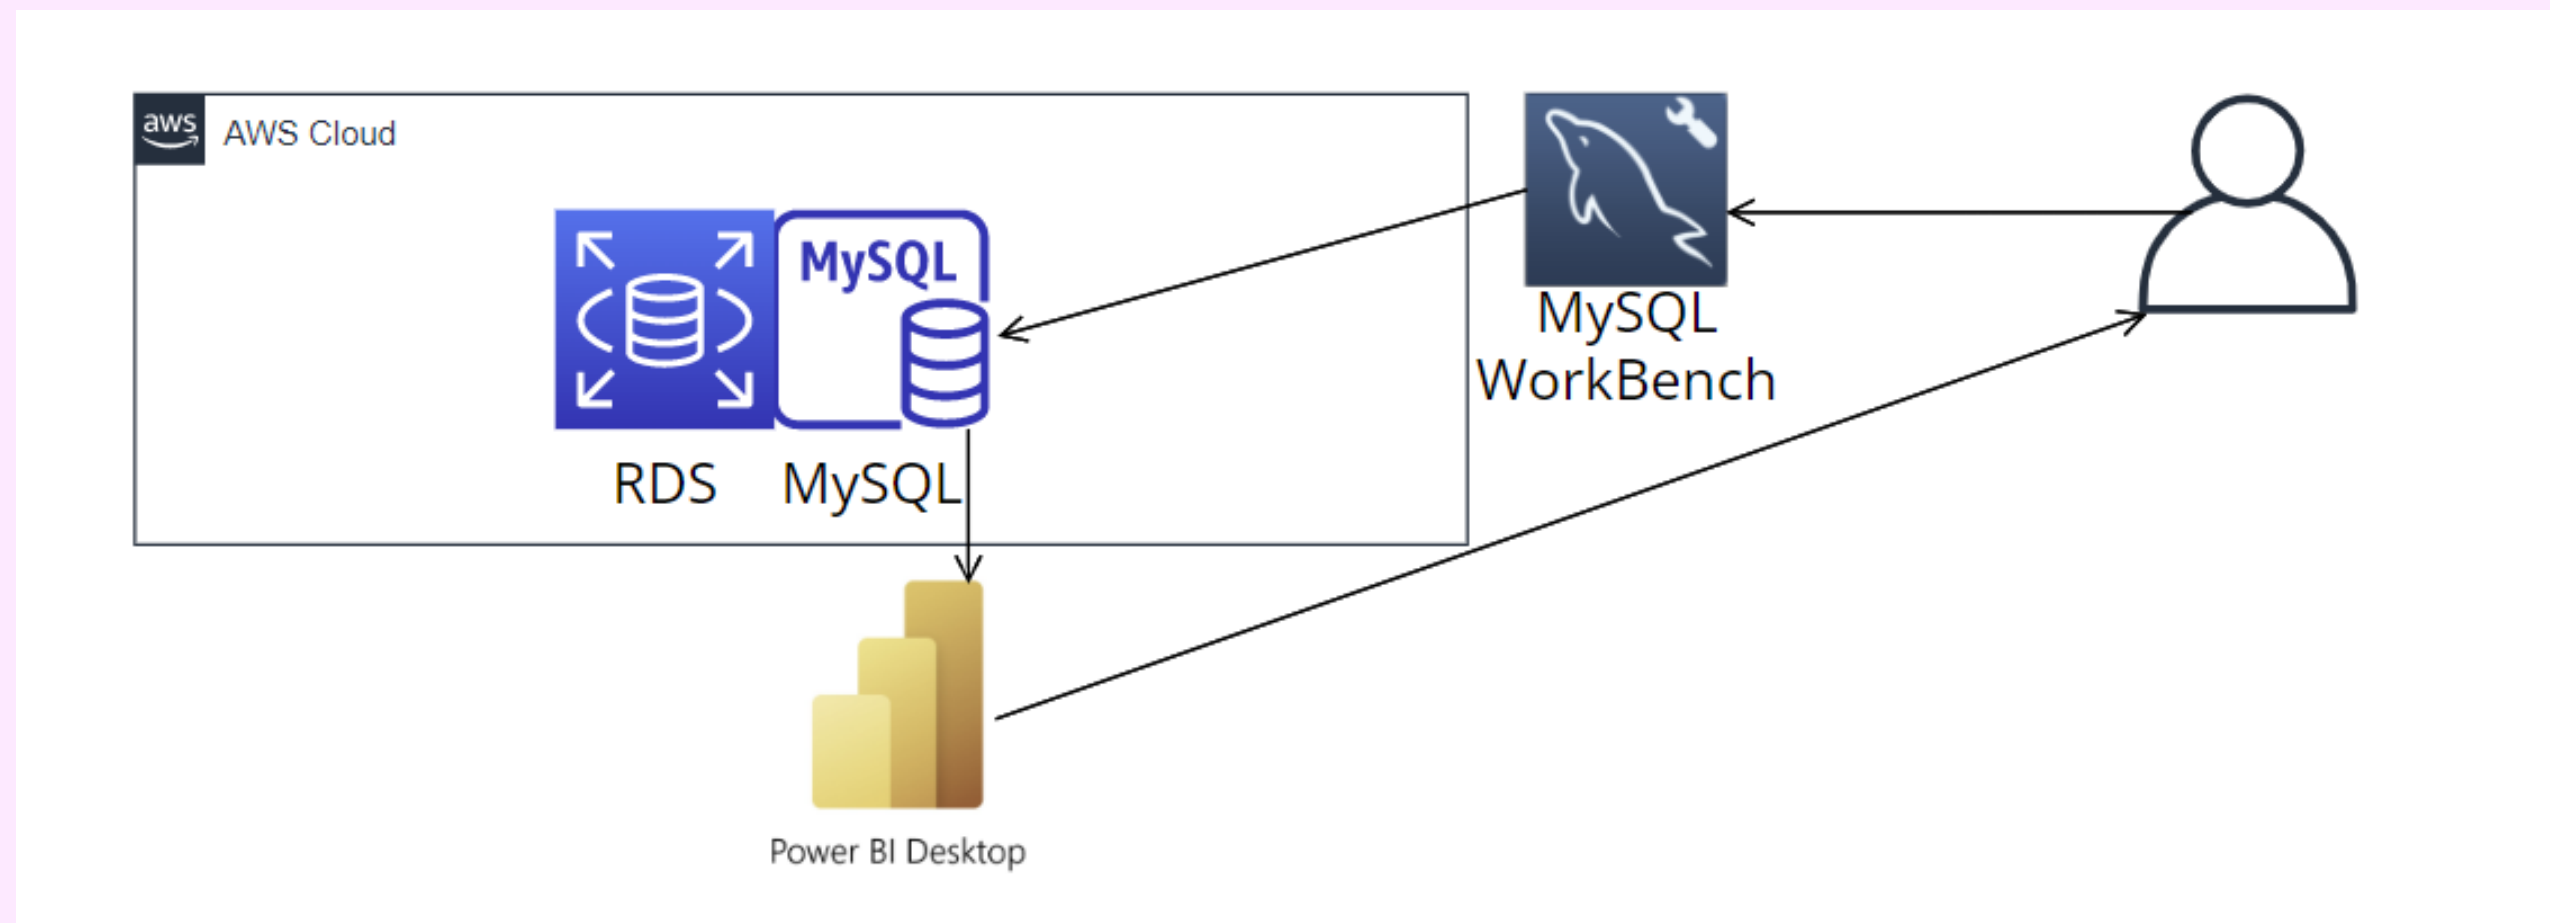 aws
AWS Cloud
MySQL
MySQL
WorkBench
RDS
MySQL
Power BI Desktop